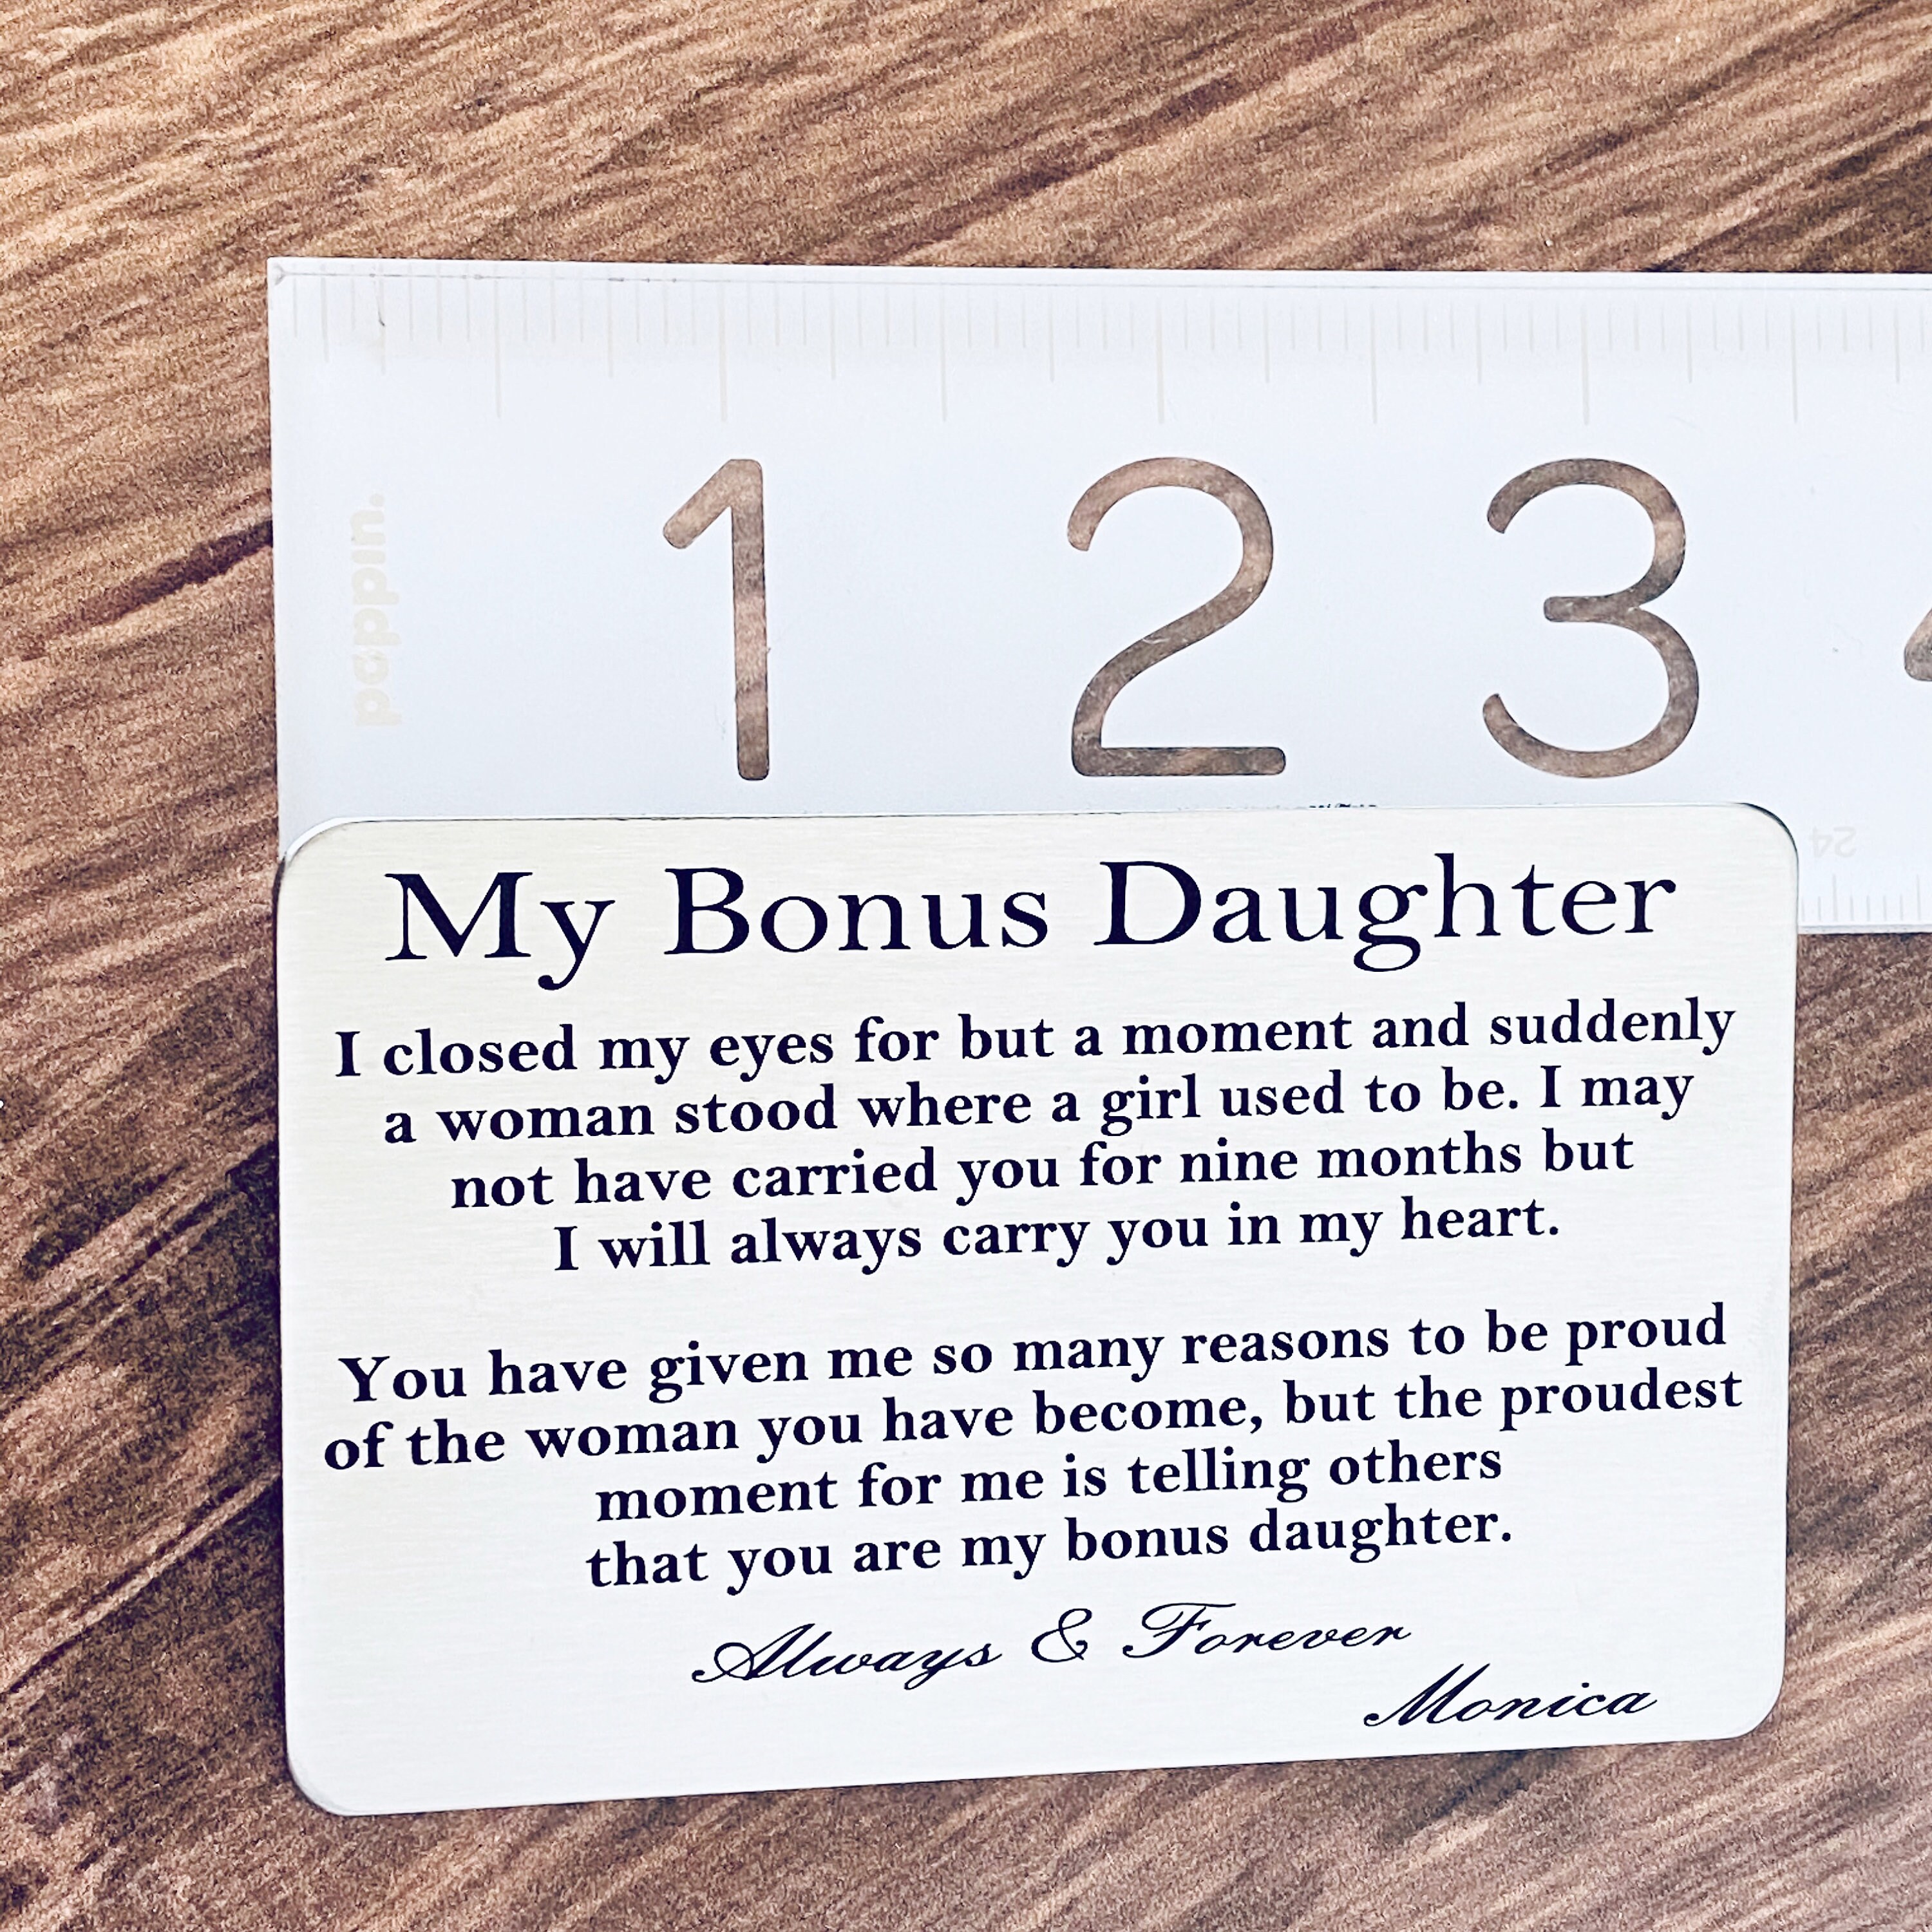 poppin.
1 2 3
24
My Bonus Daughter
I closed my eyes for but a moment and suddenly
a woman stood where a girl used to be. I may
not have carried you for nine months but
I will always carry you in my heart.
You have given me so many reasons to be proud
of the woman you have become, but the proudest
moment for me is telling others
that you are my bonus daughter.
Always & Forever
Monica